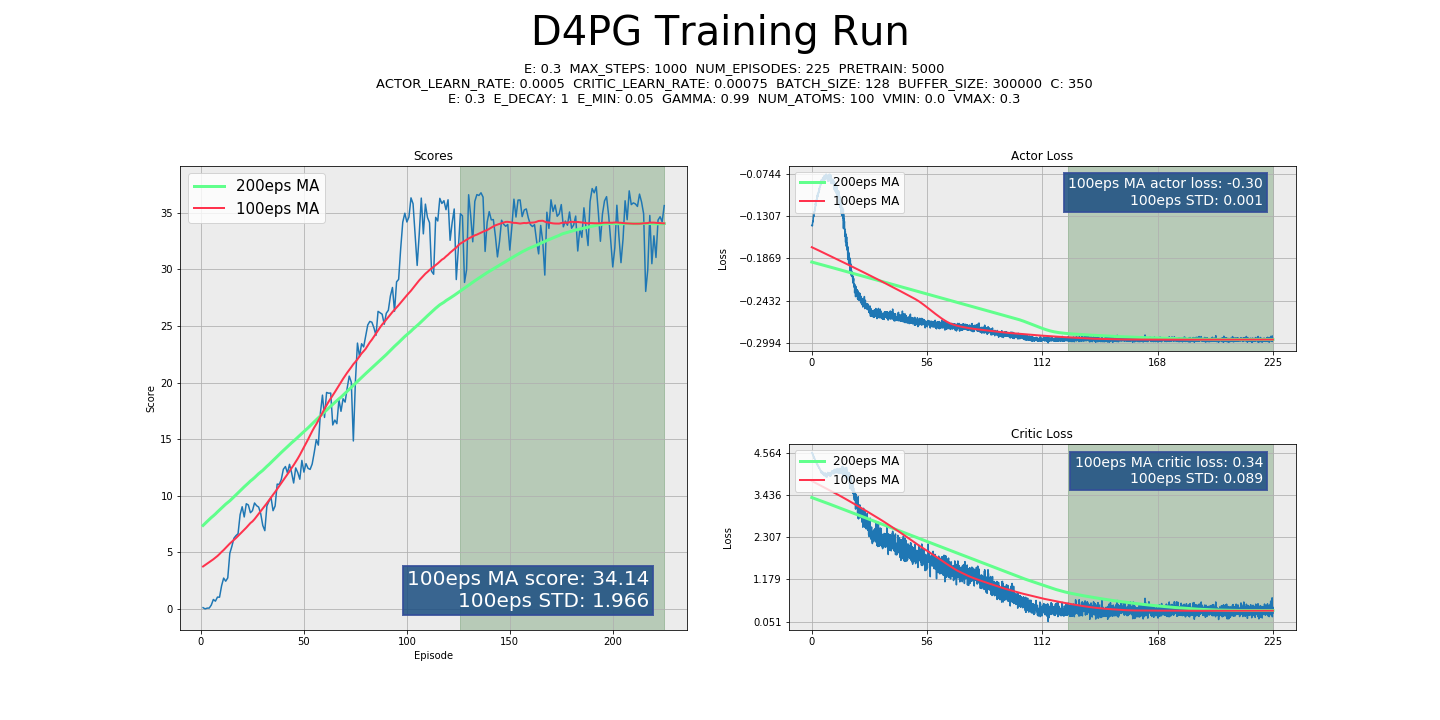 D4PG Training Run
E: 0.3  MAX_STEPS: 1000  NUM_EPISODES: 225  PRETRAIN: 5000
ACTOR_LEARN_RATE: 0.0005  CRITIC_LEARN_RATE: 0.00075  BATCH_SIZE: 128  BUFFER_SIZE: 300000  C: 350
E: 0.3  E_DECAY: 1  E_MIN: 0.05  GAMMA: 0.99  NUM_ATOMS: 100  VMIN: 0.0  VMAX: 0.3
Scores
200eps MA
100eps MA
35
30
25
20
15
10
5
0
Score
100eps MA score: 34.14
100eps STD: 1.966
0
50
100
150
200
Episode
Actor Loss
200eps MA
100eps MA
100eps MA actor loss: -0.30
100eps STD: 0.001
−0.0744
−0.1307
−0.1869
−0.2432
−0.2994
Loss
0
56
112
168
225
Critic Loss
200eps MA
100eps MA
100eps MA critic loss: 0.34
100eps STD: 0.089
4.564
3.436
2.307
1.179
0.051
Loss
0
56
112
168
225